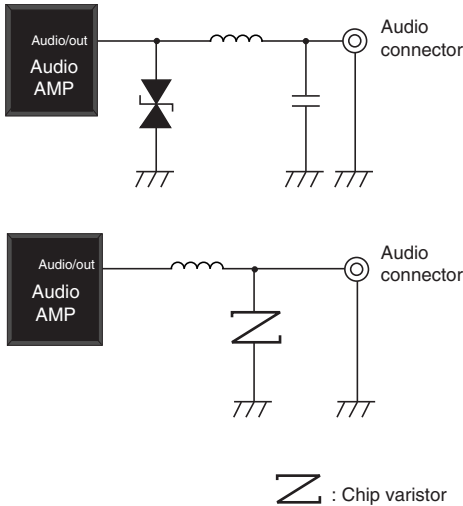 Audio/out
Audio
AMP
Audio
connector
Audio/out
Audio
AMP
Audio
connector
: Chip varistor